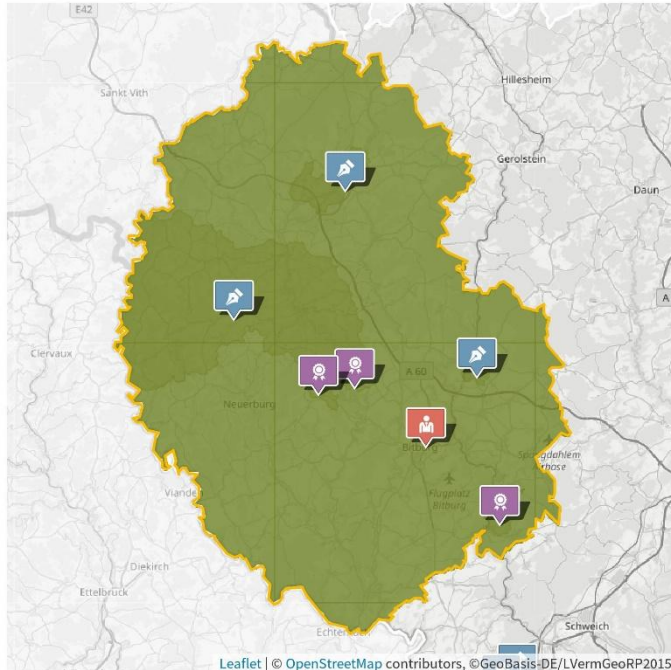 E42
Hillesheim
Sankt Vith
Gerolstein
Daun
A
Clervaux
A 60
Neuerburg
Bitburg
Spangdahlem
Airbase
Vianden
Flugplatz
Bitburg
Diekirch
Ettelbrück
Schweich
Leaflet | © OpenStreetMap contributors, ©GeoBasis-DE/LVermGeoRP2015